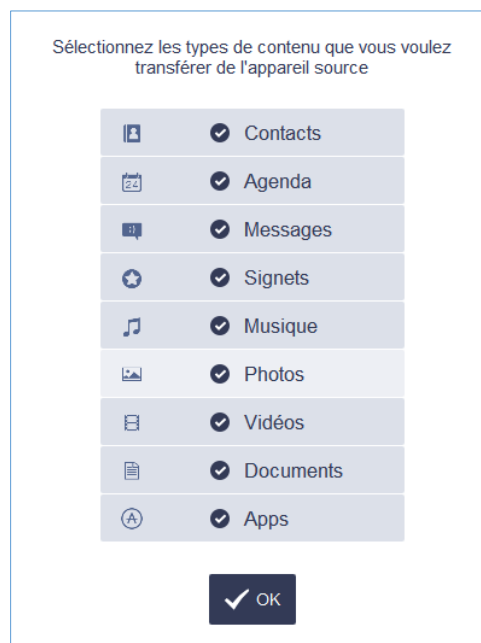 Sélectionnez les types de contenu que vous voulez
transférer de l'appareil source
Contacts
24 Agenda
:) Messages
Signets
Musique
Photos
Vidéos
Documents
Apps
OK